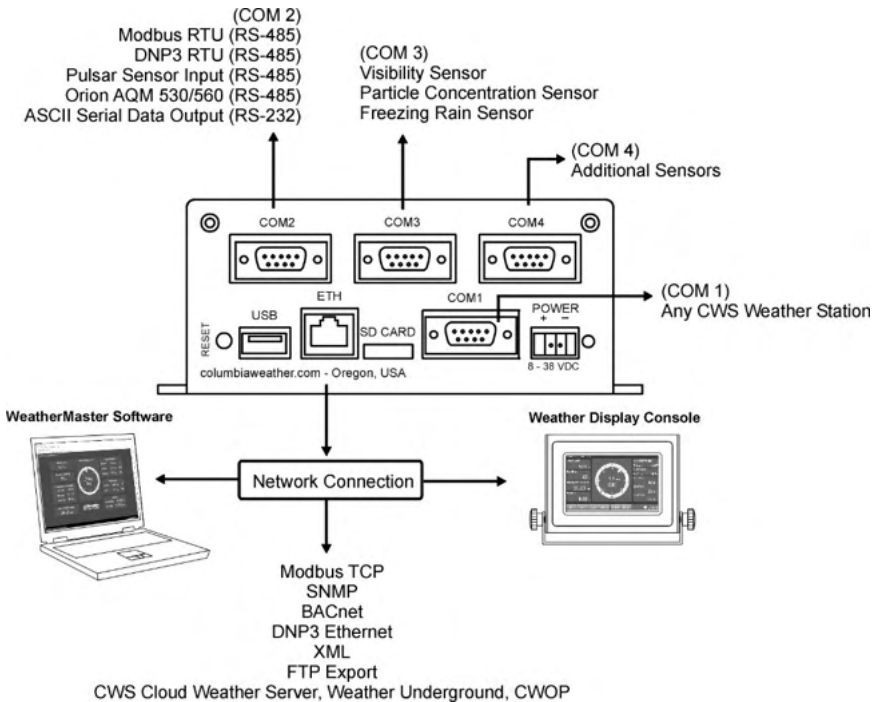 (COM 2)
Modbus RTU (RS-485)
DNP3 RTU (RS-485)
Pulsar Sensor Input (RS-485)
Orion AQM 530/560 (RS-485)
ASCII Serial Data Output (RS-232)
(COM 3)
Visibility Sensor
Particle Concentration Sensor
Freezing Rain Sensor
(COM 4)
Additional Sensors
COM2
COM3
COM4
(COM 1)
Any CWS Weather Station
RESET
USB
ETH
SD CARD
COM1
POWER
+ −
8 - 38 VDC
columbiaweather.com - Oregon, USA
WeatherMaster Software
Weather Display Console
Network Connection
Modbus TCP
SNMP
BACnet
DNP3 Ethernet
XML
FTP Export
CWS Cloud Weather Server, Weather Underground, CWOP